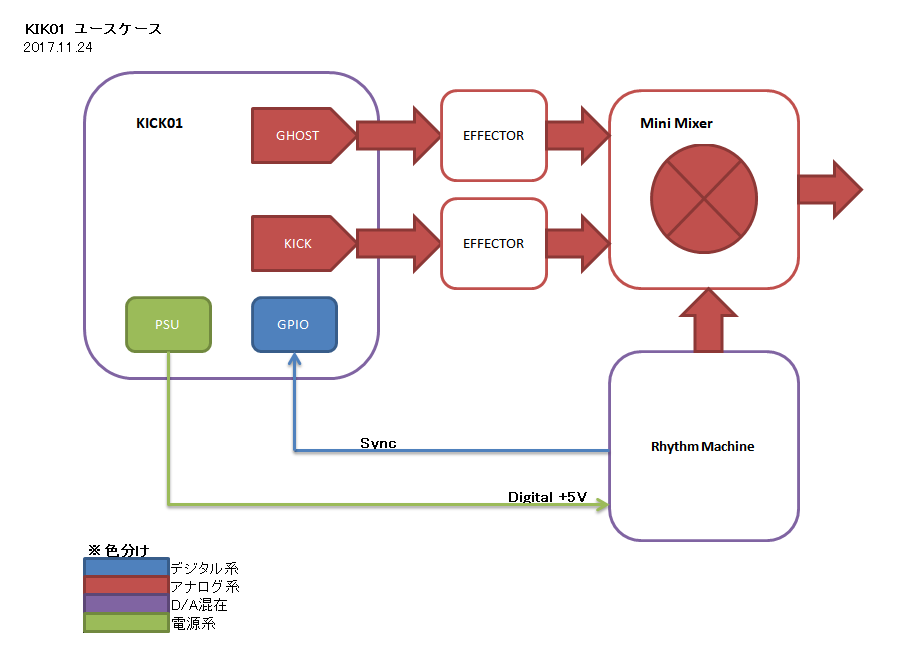 KIK01 ユースケース
2017.11.24
KICK01
GHOST
EFFECTOR
Mini Mixer
KICK
EFFECTOR
PSU
GPIO
Sync
Rhythm Machine
Digital +5V
※色分け
デジタル系
アナログ系
D/A混在
電源系